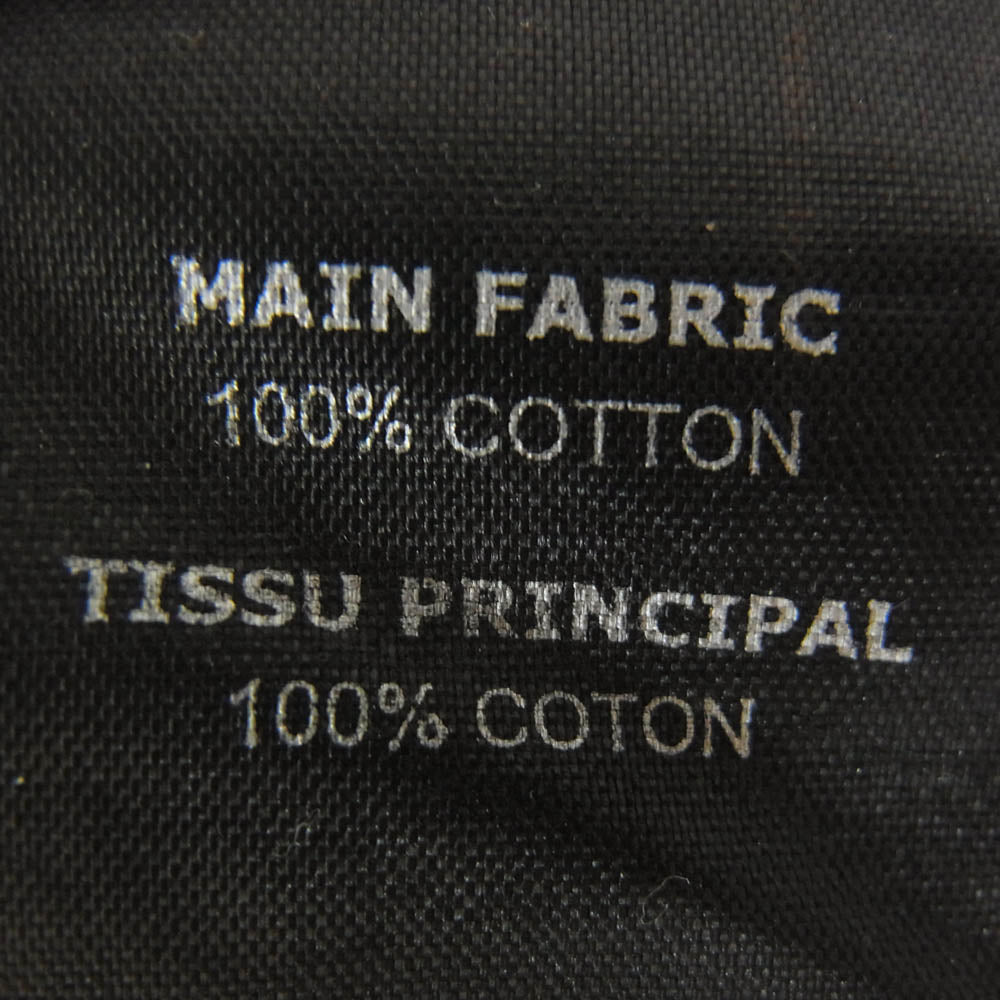 MAIN FABRIC
100% COTTON
TISSU PRINCIPAL
100% COTON